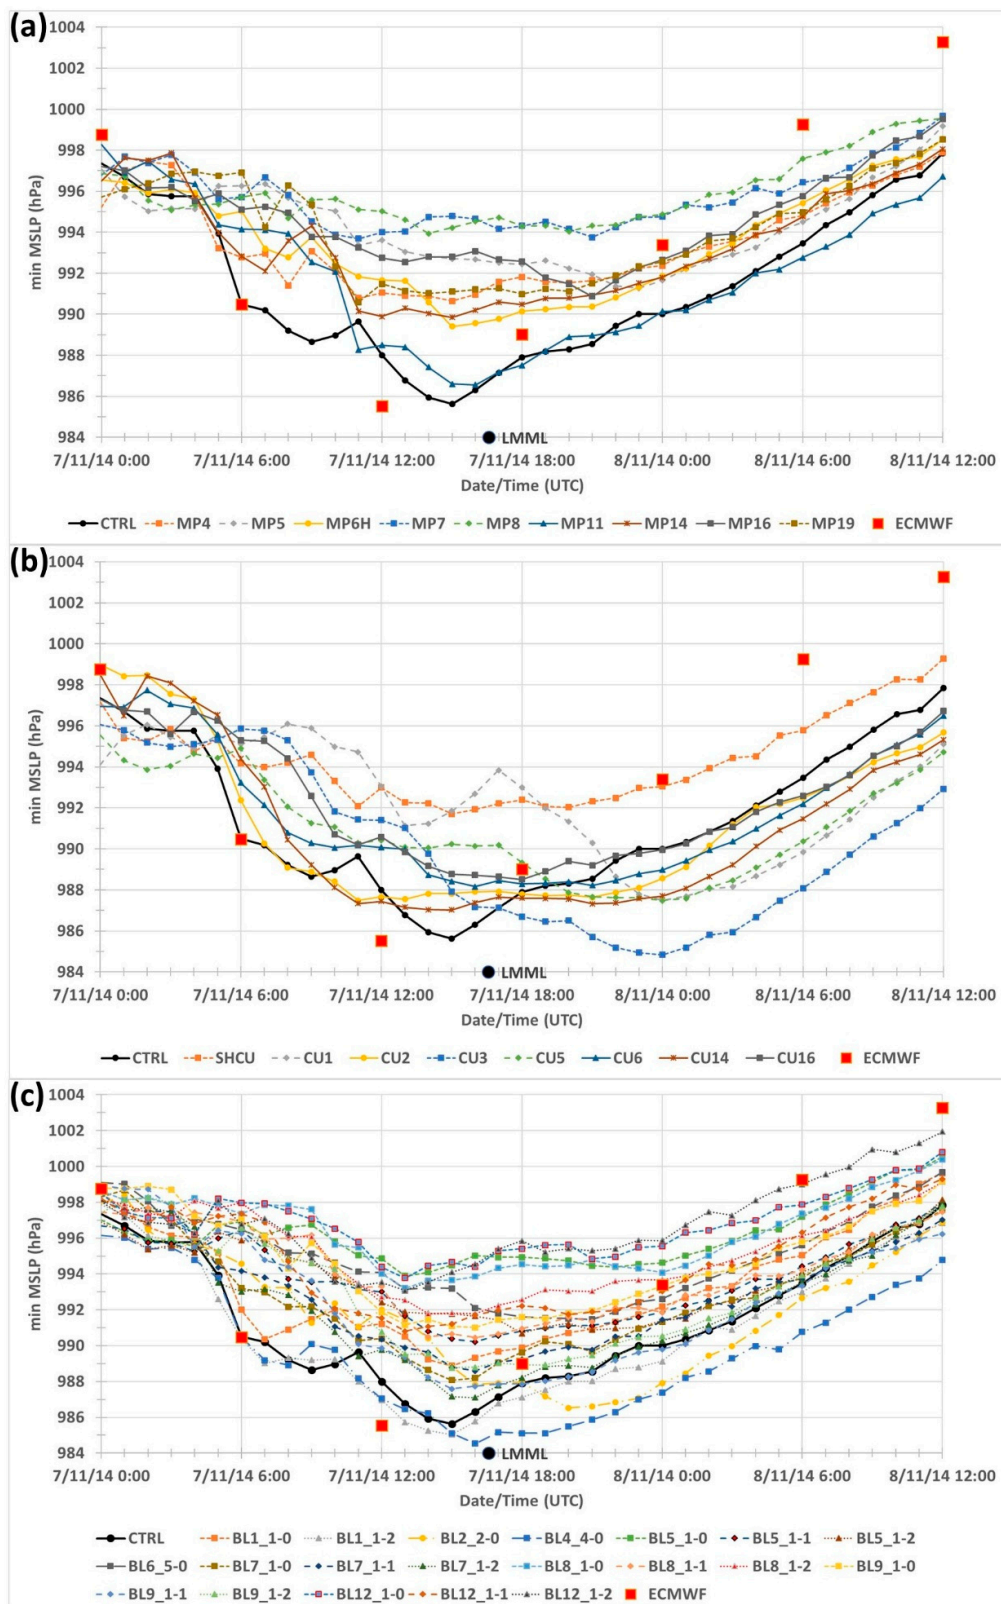 (a)
1004
1002
1000
998
996
994
992
990
988
986
984
min MSLP (hPa)
LMML
7/11/14 0:00 7/11/14 6:00 7/11/14 12:00 7/11/14 18:00 8/11/14 0:00 8/11/14 6:00 8/11/14 12:00
Date/Time (UTC)
CTRL MP4 MP5 MP6H MP7 MP8 MP11 MP14 MP16 MP19 ECMWF
(b)
1004
1002
1000
998
996
994
992
990
988
986
984
min MSLP (hPa)
LMML
7/11/14 0:00 7/11/14 6:00 7/11/14 12:00 7/11/14 18:00 8/11/14 0:00 8/11/14 6:00 8/11/14 12:00
Date/Time (UTC)
CTRL SHCU CU1 CU2 CU3 CU5 CU6 CU14 CU16 ECMWF
(c)
1004
1002
1000
998
996
994
992
990
988
986
984
min MSLP (hPa)
LMML
7/11/14 0:00 7/11/14 6:00 7/11/14 12:00 7/11/14 18:00 8/11/14 0:00 8/11/14 6:00 8/11/14 12:00
Date/Time (UTC)
CTRL BL1_1-0 BL1_1-2 BL2_2-0 BL4_4-0 BL5_1-0 BL5_1-1 BL5_1-2
BL6_5-0 BL7_1-0 BL7_1-1 BL7_1-2 BL8_1-0 BL8_1-1 BL8_1-2 BL9_1-0
BL9_1-1 BL9_1-2 BL12_1-0 BL12_1-1 BL12_1-2 ECMWF